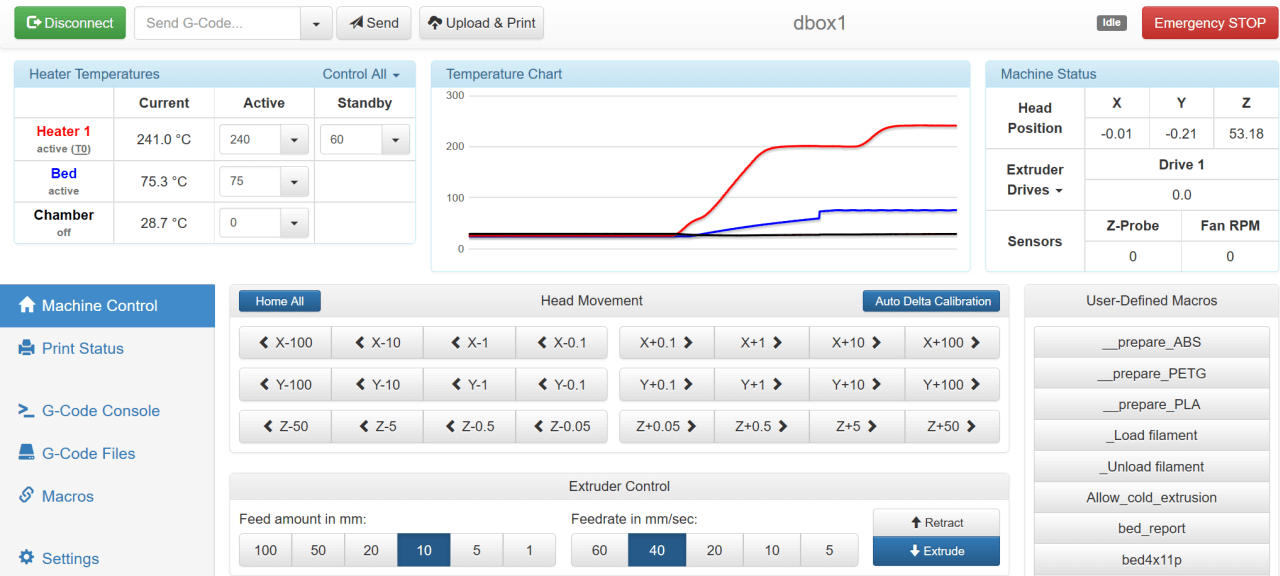 Disconnect Send G-Code... Send Upload & Print dbox1 Idle Emergency STOP
Heater Temperatures Control All
Current Active Standby
Heater 1 active (T0) 241.0 °C 240 60
Bed active 75.3 °C 75
Chamber off 28.7 °C 0
Temperature Chart
300
200
100
0
Machine Status
Head Position X Y Z
-0.01 -0.21 53.18
Extruder Drives Drive 1
0.0
Sensors Z-Probe Fan RPM
0 0
Machine Control
Print Status
G-Code Console
G-Code Files
Macros
Settings
Home All Head Movement Auto Delta Calibration
X-100 X-10 X-1 X-0.1 X+0.1 X+1 X+10 X+100
Y-100 Y-10 Y-1 Y-0.1 Y+0.1 Y+1 Y+10 Y+100
Z-50 Z-5 Z-0.5 Z-0.05 Z+0.05 Z+0.5 Z+5 Z+50
Extruder Control
Feed amount in mm: Feedrate in mm/sec:
100 50 20 10 5 1 60 40 20 10 5
Retract
Extrude
User-Defined Macros
__prepare_ABS
__prepare_PETG
__prepare_PLA
_Load filament
_Unload filament
Allow_cold_extrusion
bed_report
bed4x11p